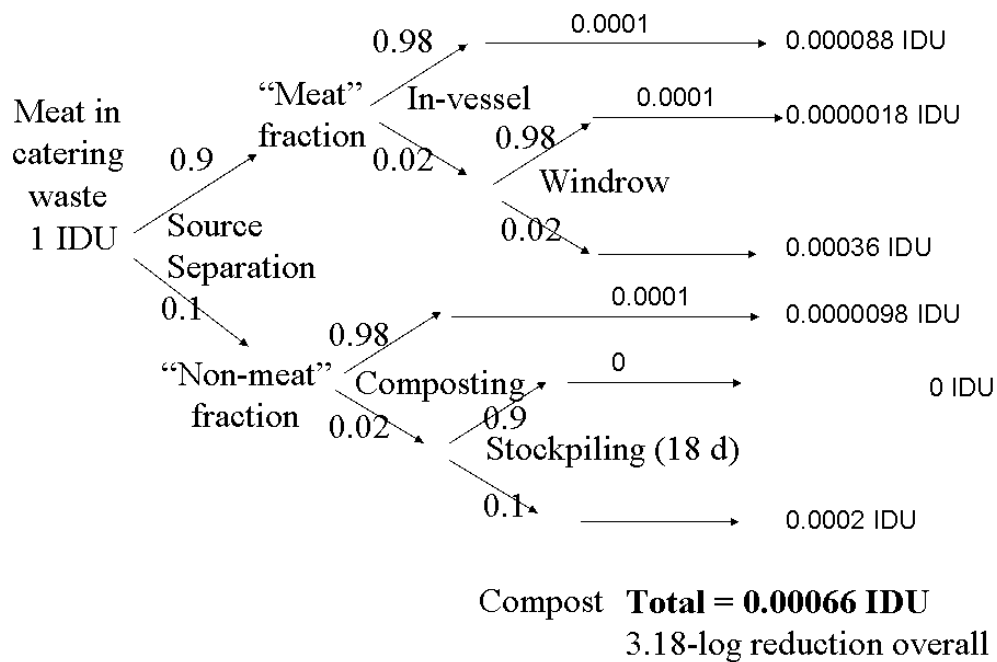 0.98
0.0001
0.000088 IDU
“Meat”
fraction
In-vessel
0.0001
0.0000018 IDU
Meat in
catering
waste
1 IDU
0.9
0.02
0.98
Windrow
Source
Separation
0.02
0.00036 IDU
0.1
0.98
0.0001
0.0000098 IDU
“Non-meat”
fraction
Composting
0
0 IDU
0.02
0.9
Stockpiling (18 d)
0.1
0.0002 IDU
Compost Total = 0.00066 IDU
3.18-log reduction overall